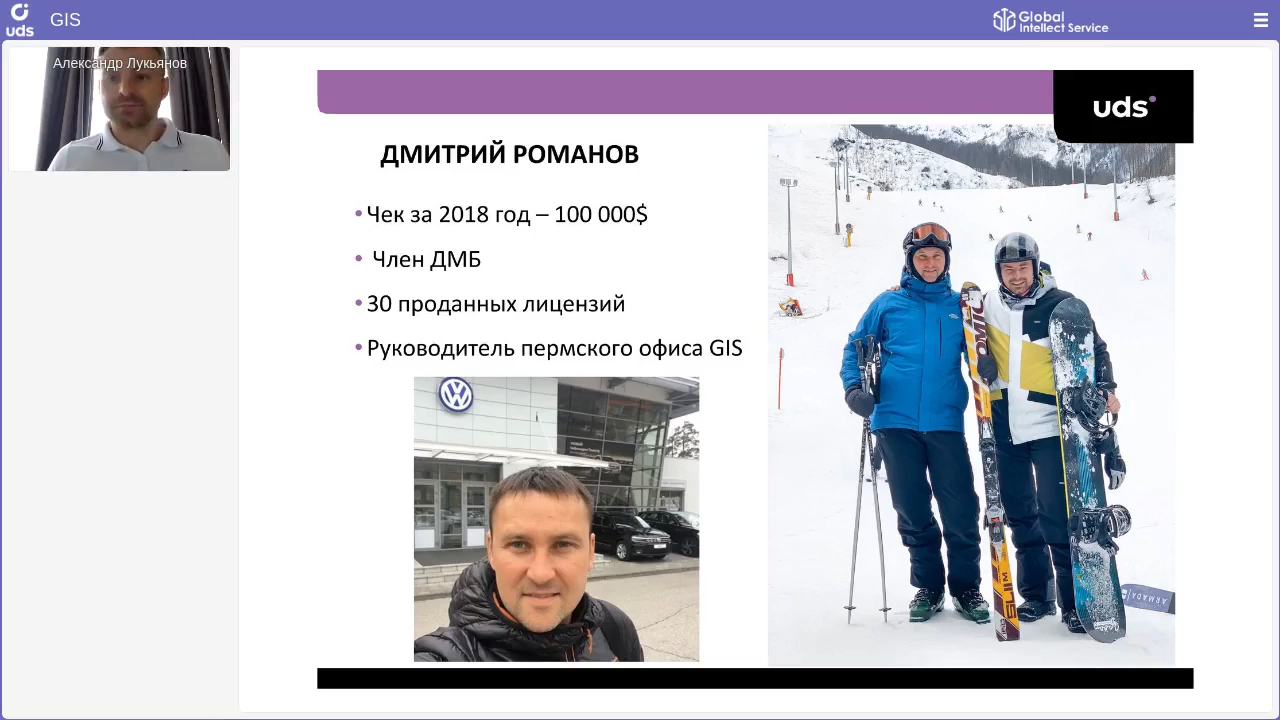 uds
GIS
Global
Intellect Service
Александр Лукьянов
uds
ДМИТРИЙ РОМАНОВ
• Чек за 2018 год – 100 000$
• Член ДМБ
• 30 проданных лицензий
• Руководитель пермского офиса GIS
ARMADA